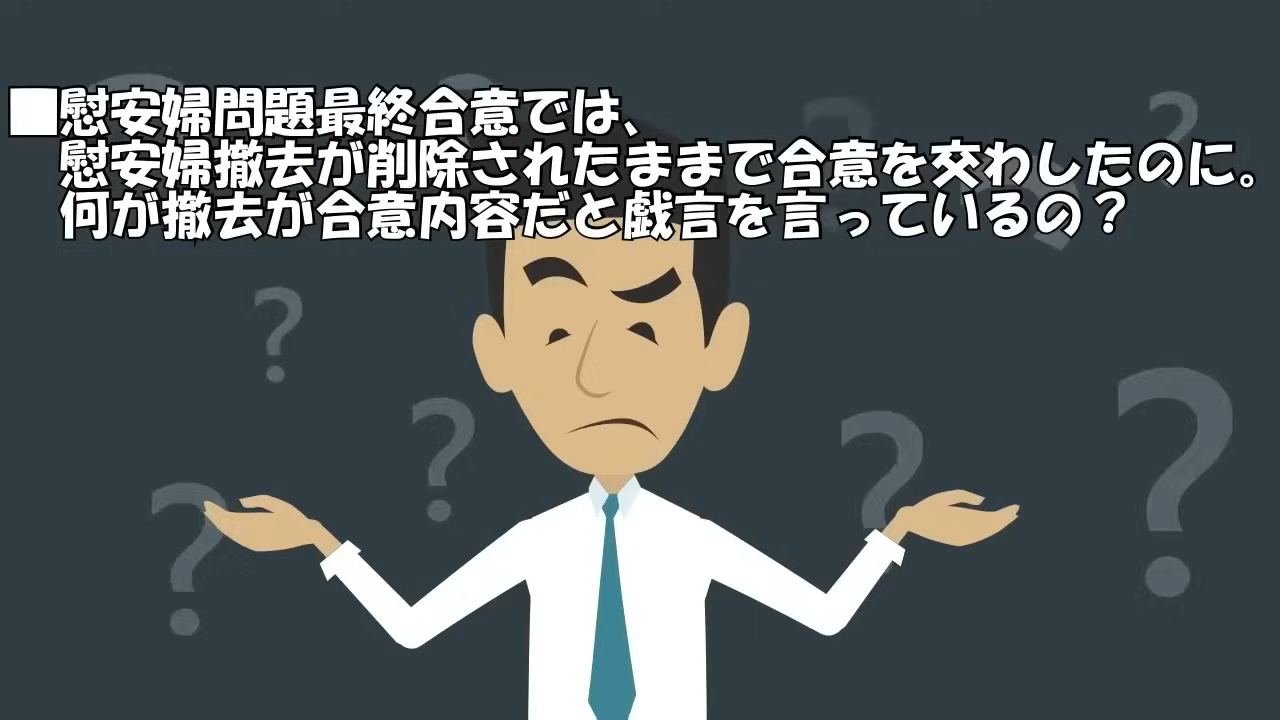 ■慰安婦問題最終合意では、
慰安婦撤去が削除されたままで合意を交わしたのに。
何が撤去が合意内容だと戯言を言っているの？